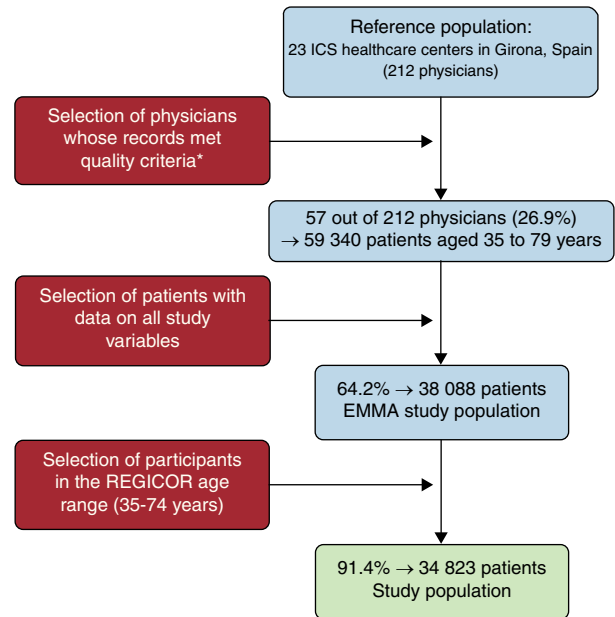 Reference population:
23 ICS healthcare centers in Girona, Spain
(212 physicians)
Selection of physicians
whose records met
quality criteria*
57 out of 212 physicians (26.9%)
→ 59 340 patients aged 35 to 79 years
Selection of patients with
data on all study
variables
64.2% → 38 088 patients
EMMA study population
Selection of participants
in the REGICOR age
range (35-74 years)
91.4% → 34 823 patients
Study population